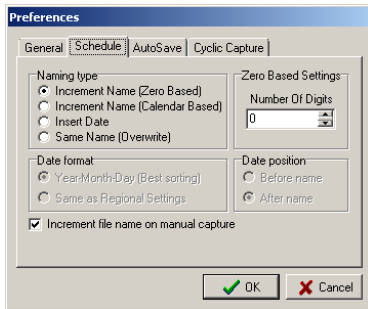 Preferences
General Schedule AutoSave Cyclic Capture
Naming type
Increment Name (Zero Based)
Increment Name (Calendar Based)
Insert Date
Same Name (Overwrite)
Zero Based Settings
Number Of Digits
0
Date format
Year-Month-Day (Best sorting)
Same as Regional Settings
Date position
Before name
After name
Increment file name on manual capture
OK Cancel